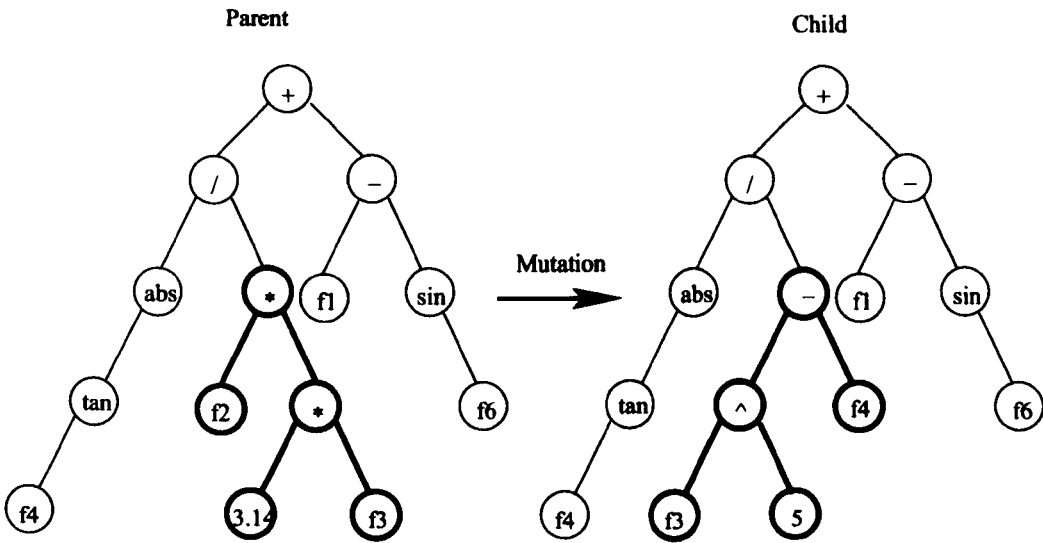 Parent
Child
+
+
/
−
/
−
abs
*
f1
sin
Mutation
abs
−
f1
sin
tan
f2
*
f6
tan
^
f4
f6
f4
3.14
f3
f4
f3
5